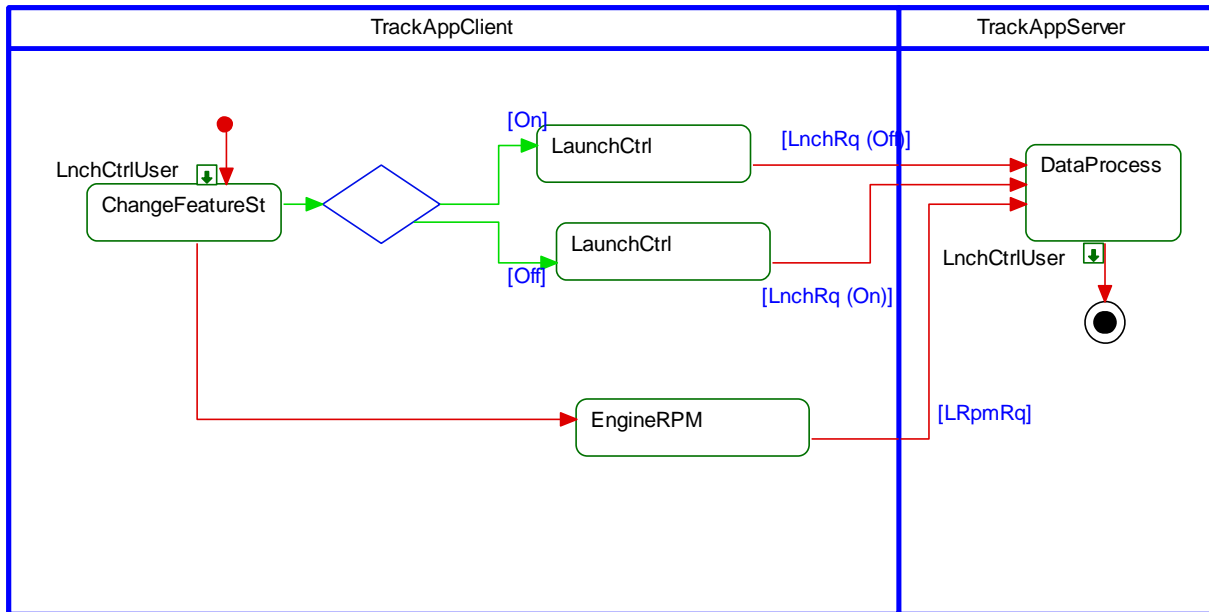 TrackAppClient
TrackAppServer
[On]
LaunchCtrl
[LnchRq (Off)]
DataProcess
LnchCtrlUser
ChangeFeatureSt
LaunchCtrl
LnchCtrlUser
[Off]
[LnchRq (On)]
EngineRPM
[LRpmRq]